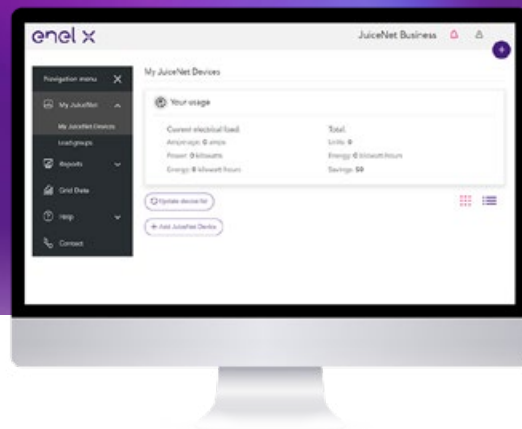 enel x
JuiceNet Business
Navigation menu
My JuiceNet
My JuiceNet Devices
Load groups
Reports
Grid Data
Help
Contact
My JuiceNet Devices
Your usage
Current electrical load:
Amperage: 0 amps
Power: 0 kilowatts
Energy: 0 kilowatt-hours
Total:
Units: 0
Energy: 0 kilowatt-hours
Savings: $0
Update device list
+ Add JuiceNet Device